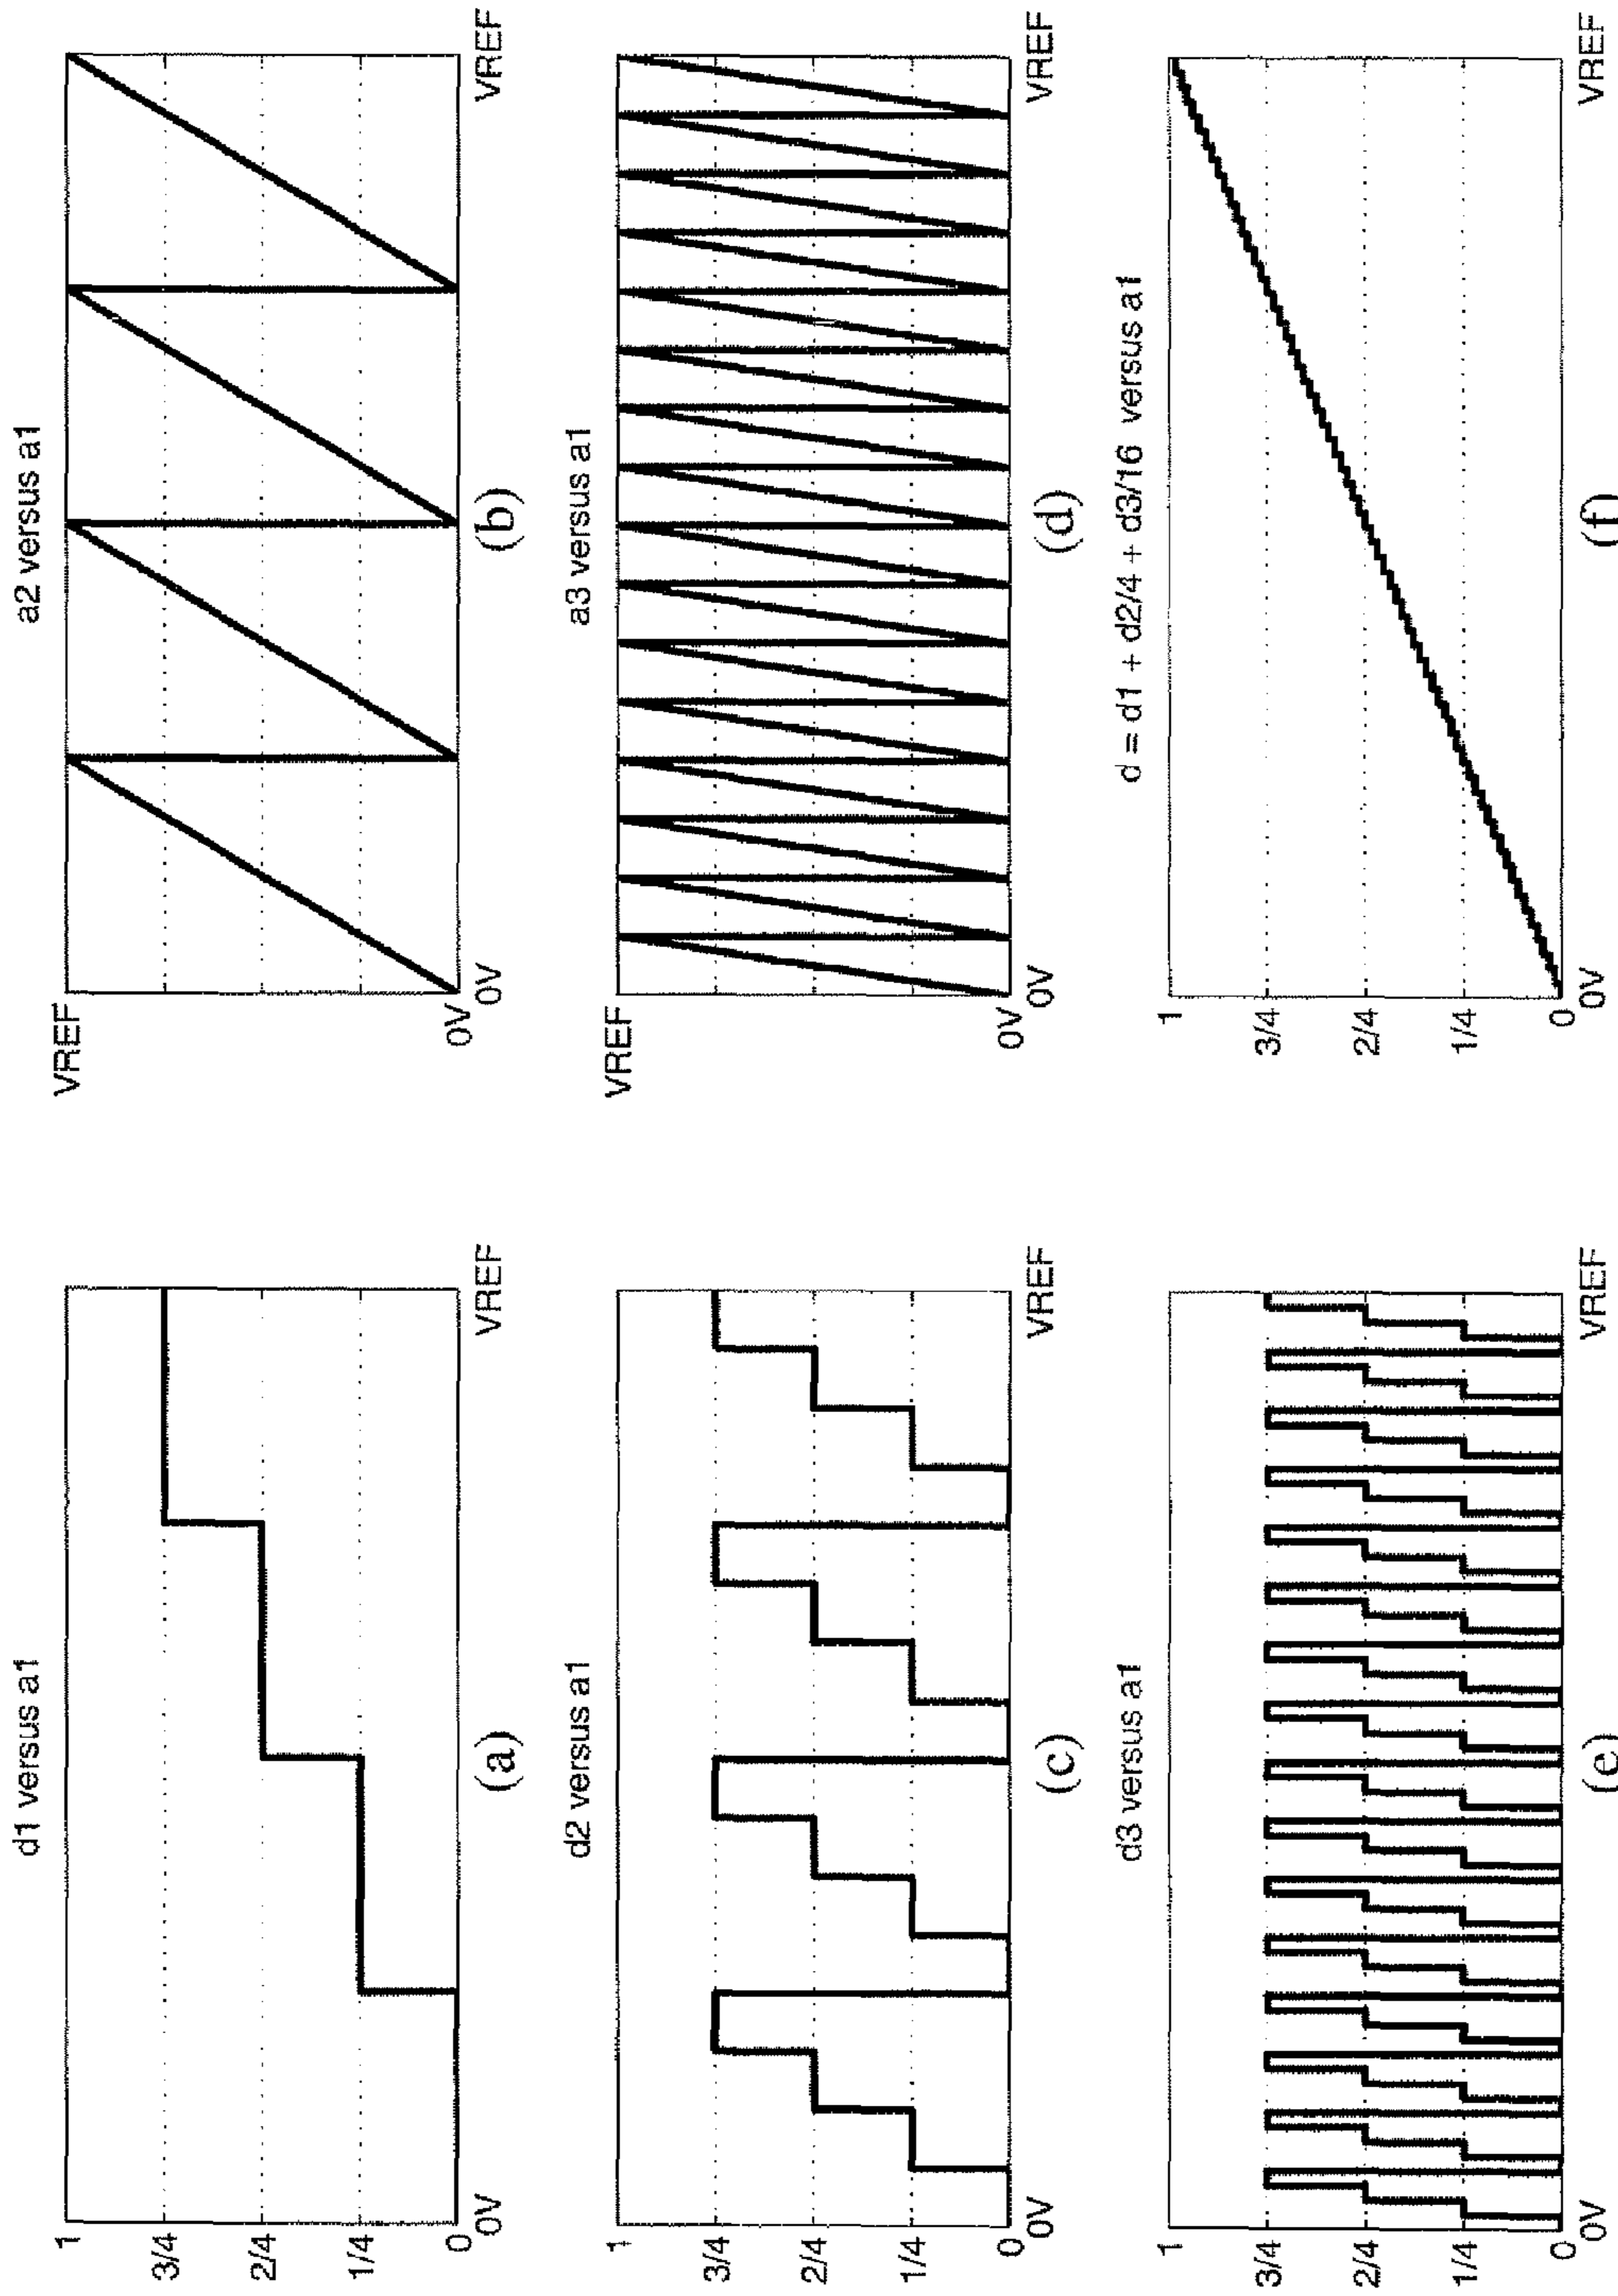 d1 versus a1
1
3/4
2/4
1/4
0
0V
VREF
(a)
a2 versus a1
VREF
0V
0V
VREF
(b)
d2 versus a1
1
3/4
2/4
1/4
0
0V
VREF
(c)
a3 versus a1
VREF
0V
0V
VREF
(d)
d3 versus a1
1
3/4
2/4
1/4
0
0V
VREF
(e)
d = d1 + d2/4 + d3/16 versus a1
1
3/4
2/4
1/4
0
0V
VREF
(f)